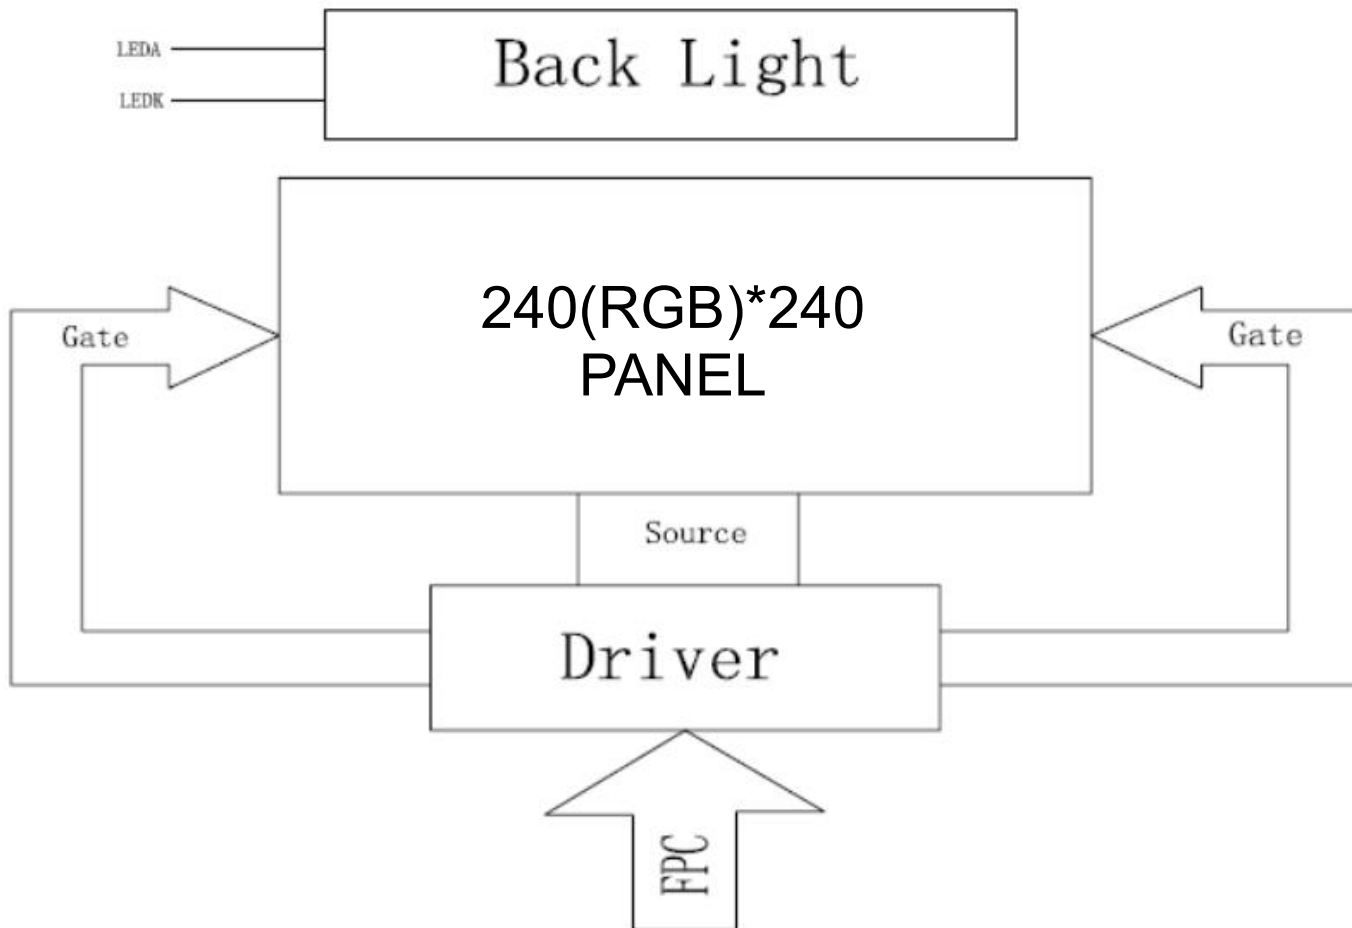 LEDA
LEDK
Back Light
240(RGB)*240
PANEL
Gate
Gate
Source
Driver
FPC